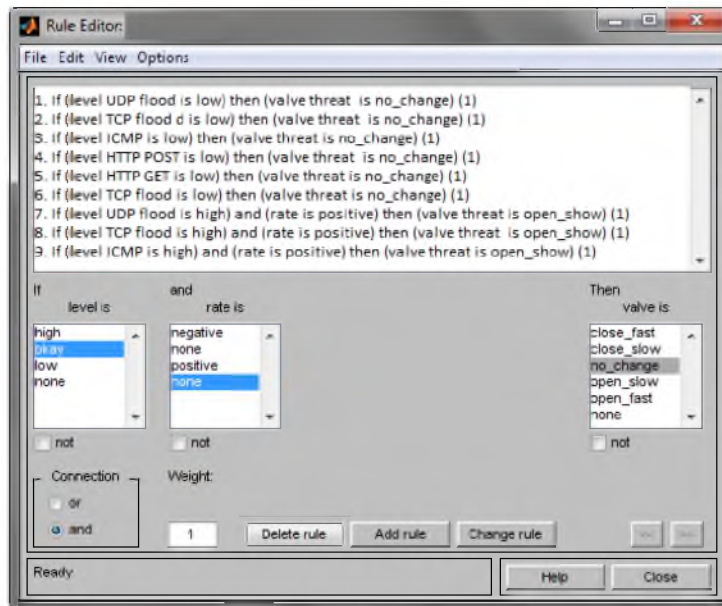 Rule Editor:
File Edit View Options
1. If (level UDP flood is low) then (valve threat is no_change) (1)
2. If (level TCP flood d is low) then (valve threat is no_change) (1)
3. If (level ICMP is low) then (valve threat is no_change) (1)
4. If (level HTTP POST is low) then (valve threat is no_change) (1)
5. If (level HTTP GET is low) then (valve threat is no_change) (1)
6. If (level TCP flood is low) then (valve threat is no_change) (1)
7. If (level UDP flood is high) and (rate is positive) then (valve threat is open_show) (1)
8. If (level TCP flood is high) and (rate is positive) then (valve threat is open_show) (1)
9. If (level ICMP is high) and (rate is positive) then (valve threat is open_show) (1)
If and Then
level is rate is valve is
high negative close_fast
okay none close_slow
low positive no_change
none none open_slow
open_fast
none
not not not
Connection Weight:
or
and 1 Delete rule Add rule Change rule << >>
Ready Help Close